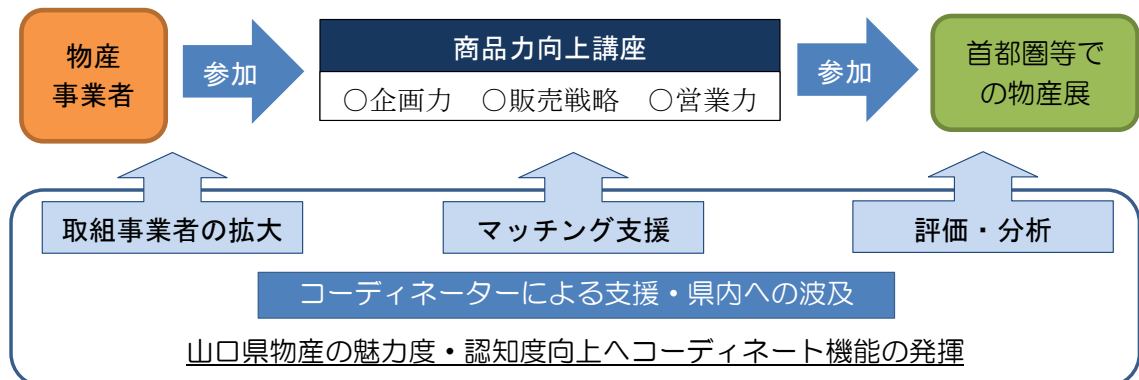 物産
事業者
参加
商品力向上講座
○企画力 ○販売戦略 ○営業力
参加
首都圏等で
の物産展
取組事業者の拡大
マッチング支援
評価・分析
コーディネーターによる支援・県内への波及
山口県物産の魅力度・認知度向上へコーディネート機能の発揮